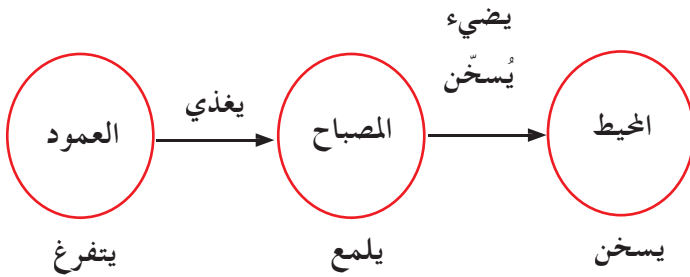 يضيء
يُسخّن
يغذي
العمود
المصباح
المحيط
يتفرغ
يلمع
يسخن